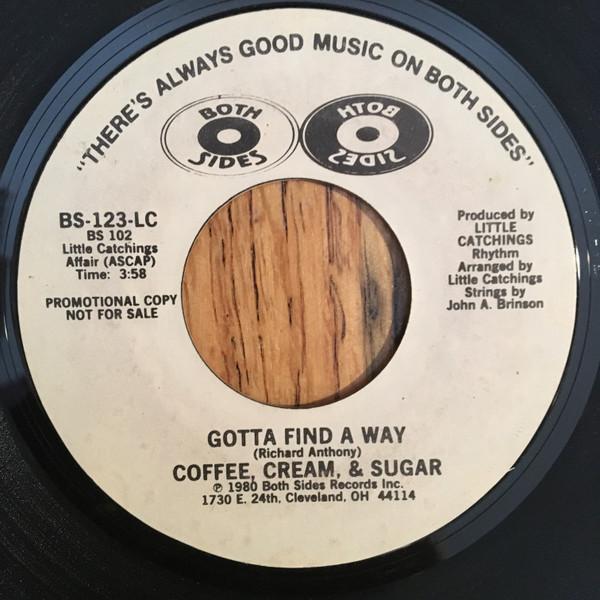 "THERE'S ALWAYS GOOD MUSIC ON BOTH SIDES"
BOTH
SIDES
BOTH
SIDES
BS-123-LC
BS 102
Little Catchings
Affair (ASCAP)
Time: 3:58
PROMOTIONAL COPY
NOT FOR SALE
Produced by
LITTLE
CATCHINGS
Rhythm
Arranged by
Little Catchings
Strings by
John A. Brinson
GOTTA FIND A WAY
(Richard Anthony)
COFFEE, CREAM, & SUGAR
℗ 1980 Both Sides Records Inc.
1730 E. 24th, Cleveland, OH 44114